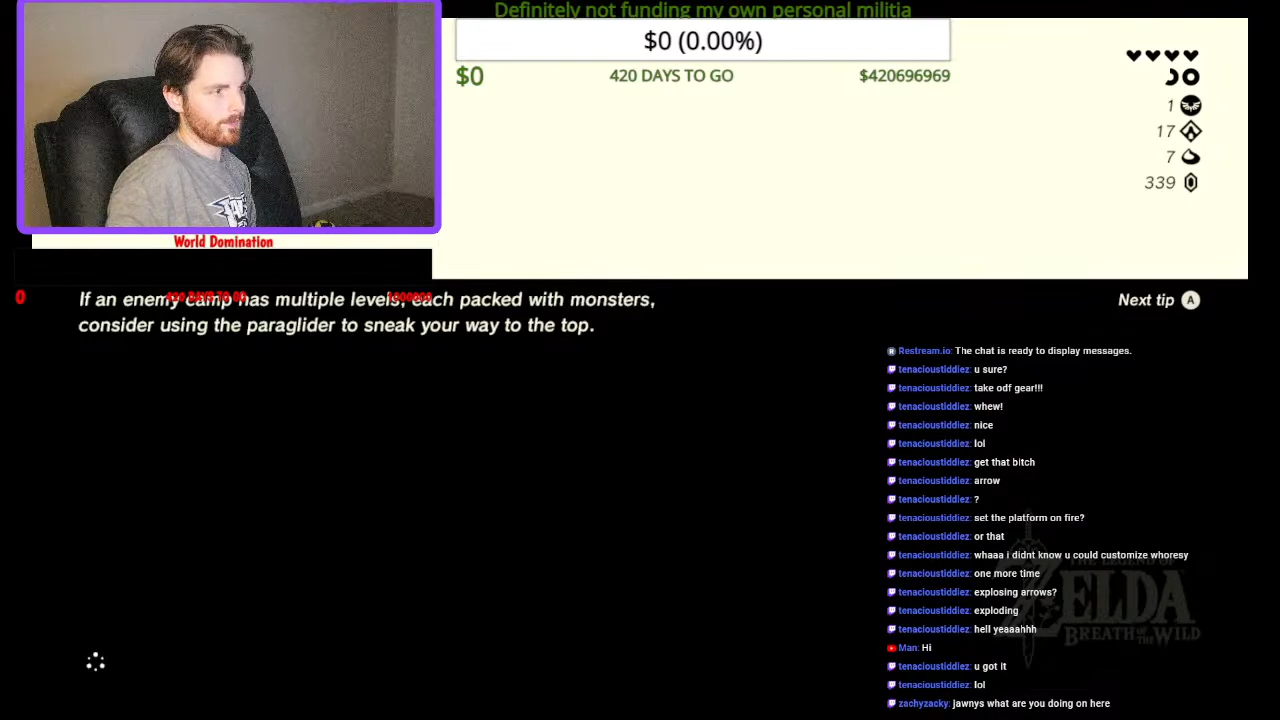 Definitely not funding my own personal militia
$0 (0.00%)
$0 420 DAYS TO GO $420696969
1
17
7
339
World Domination
0 420 DAYS TO GO 1000000
If an enemy camp has multiple levels, each packed with monsters,
consider using the paraglider to sneak your way to the top.
Next tip A
Restream.io: The chat is ready to display messages.
tenacioustiddiez: u sure?
tenacioustiddiez: take odf gear!!!
tenacioustiddiez: whew!
tenacioustiddiez: nice
tenacioustiddiez: lol
tenacioustiddiez: get that bitch
tenacioustiddiez: arrow
tenacioustiddiez: ?
tenacioustiddiez: set the platform on fire?
tenacioustiddiez: or that
tenacioustiddiez: whaaa i didnt know u could customize whoresy
tenacioustiddiez: one more time
tenacioustiddiez: explosing arrows?
tenacioustiddiez: exploding
tenacioustiddiez: hell yeaaahhh
Man: Hi
tenacioustiddiez: u got it
tenacioustiddiez: lol
zachyzacky: jawnys what are you doing on here
THE LEGEND OF
ZELDA
BREATH OF THE WILD